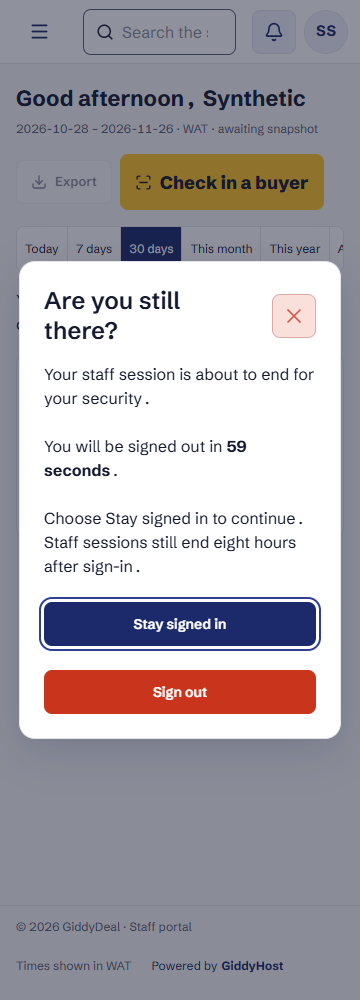 Search the
SS
Good afternoon, Synthetic
2026-10-28 – 2026-11-26 · WAT · awaiting snapshot
Export
Check in a buyer
Today
7 days
30 days
This month
This year
Are you still
there?
Your staff session is about to end for
your security.
You will be signed out in 59
seconds.
Choose Stay signed in to continue.
Staff sessions still end eight hours
after sign-in.
Stay signed in
Sign out
© 2026 GiddyDeal · Staff portal
Times shown in WAT
Powered by GiddyHost